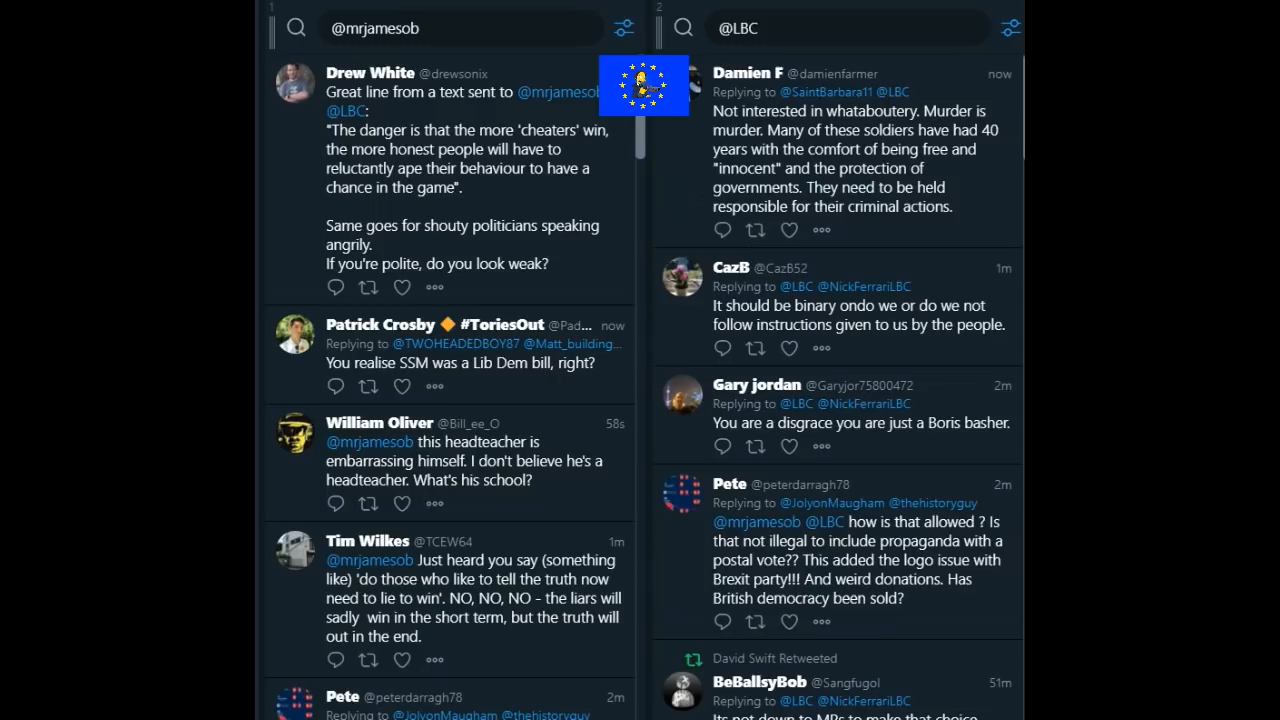 1
@mrjamesob
Drew White @drewsonix
Great line from a text sent to @mrjamesob
@LBC:
"The danger is that the more 'cheaters' win,
the more honest people will have to
reluctantly ape their behaviour to have a
chance in the game".
Same goes for shouty politicians speaking
angrily.
If you're polite, do you look weak?
Patrick Crosby 🔶 #ToriesOut @Pad... now
Replying to @TWOHEADEDBOY87 @Matt_building...
You realise SSM was a Lib Dem bill, right?
William Oliver @Bill_ee_O 58s
@mrjamesob this headteacher is
embarrassing himself. I don't believe he's a
headteacher. What's his school?
Tim Wilkes @TCEW64 1m
@mrjamesob Just heard you say (something
like) 'do those who like to tell the truth now
need to lie to win'. NO, NO, NO - the liars will
sadly win in the short term, but the truth will
out in the end.
Pete @peterdarragh78 2m
Replying to @JolyonMaugham @thehistoryguy
2
@LBC
Damien F @damienfarmer now
Replying to @SaintBarbara11 @LBC
Not interested in whataboutery. Murder is
murder. Many of these soldiers have had 40
years with the comfort of being free and
"innocent" and the protection of
governments. They need to be held
responsible for their criminal actions.
CazB @CazB52 1m
Replying to @LBC @NickFerrariLBC
It should be binary ondo we or do we not
follow instructions given to us by the people.
Gary jordan @Garyjor75800472 2m
Replying to @LBC @NickFerrariLBC
You are a disgrace you are just a Boris basher.
Pete @peterdarragh78 2m
Replying to @JolyonMaugham @thehistoryguy
@mrjamesob @LBC how is that allowed ? Is
that not illegal to include propaganda with a
postal vote?? This added the logo issue with
Brexit party!!! And weird donations. Has
British democracy been sold?
David Swift Retweeted
BeBallsyBob @Sangfugol 51m
Replying to @LBC @NickFerrariLBC
Its not down to MPs to make that choice